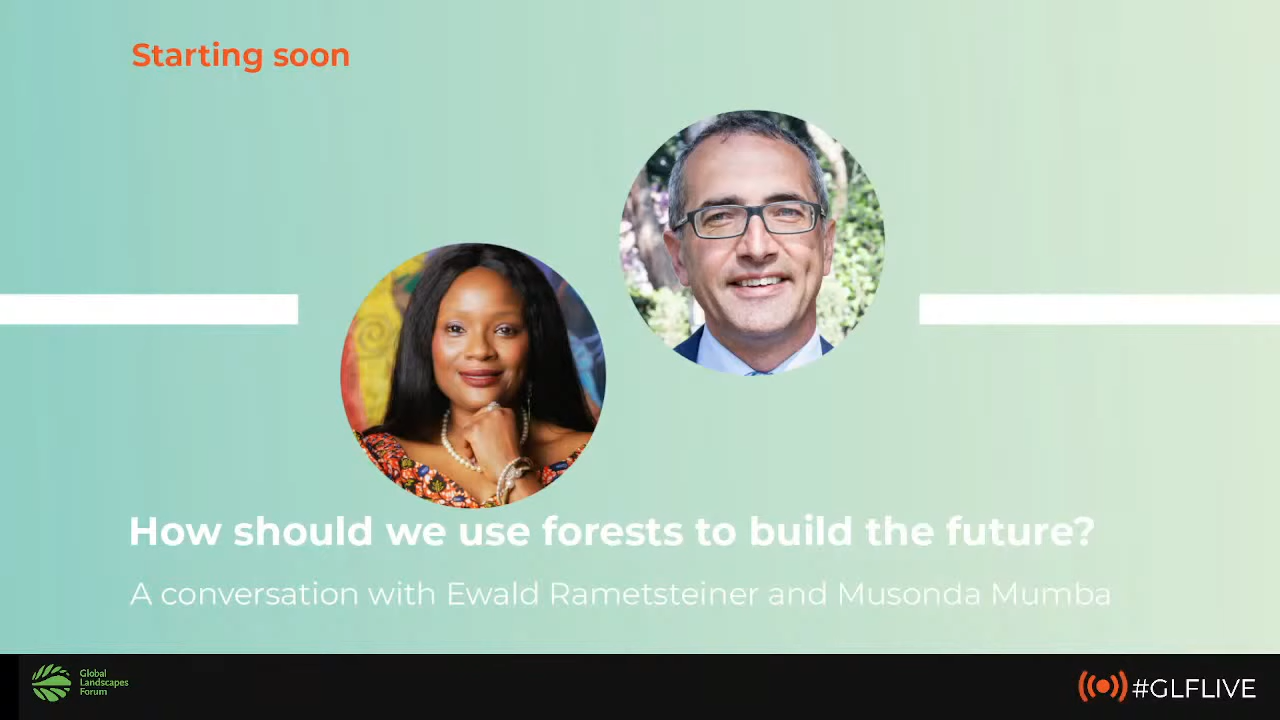 Starting soon
How should we use forests to build the future?
A conversation with Ewald Rametsteiner and Musonda Mumba
Global
Landscapes
Forum
#GLFLIVE